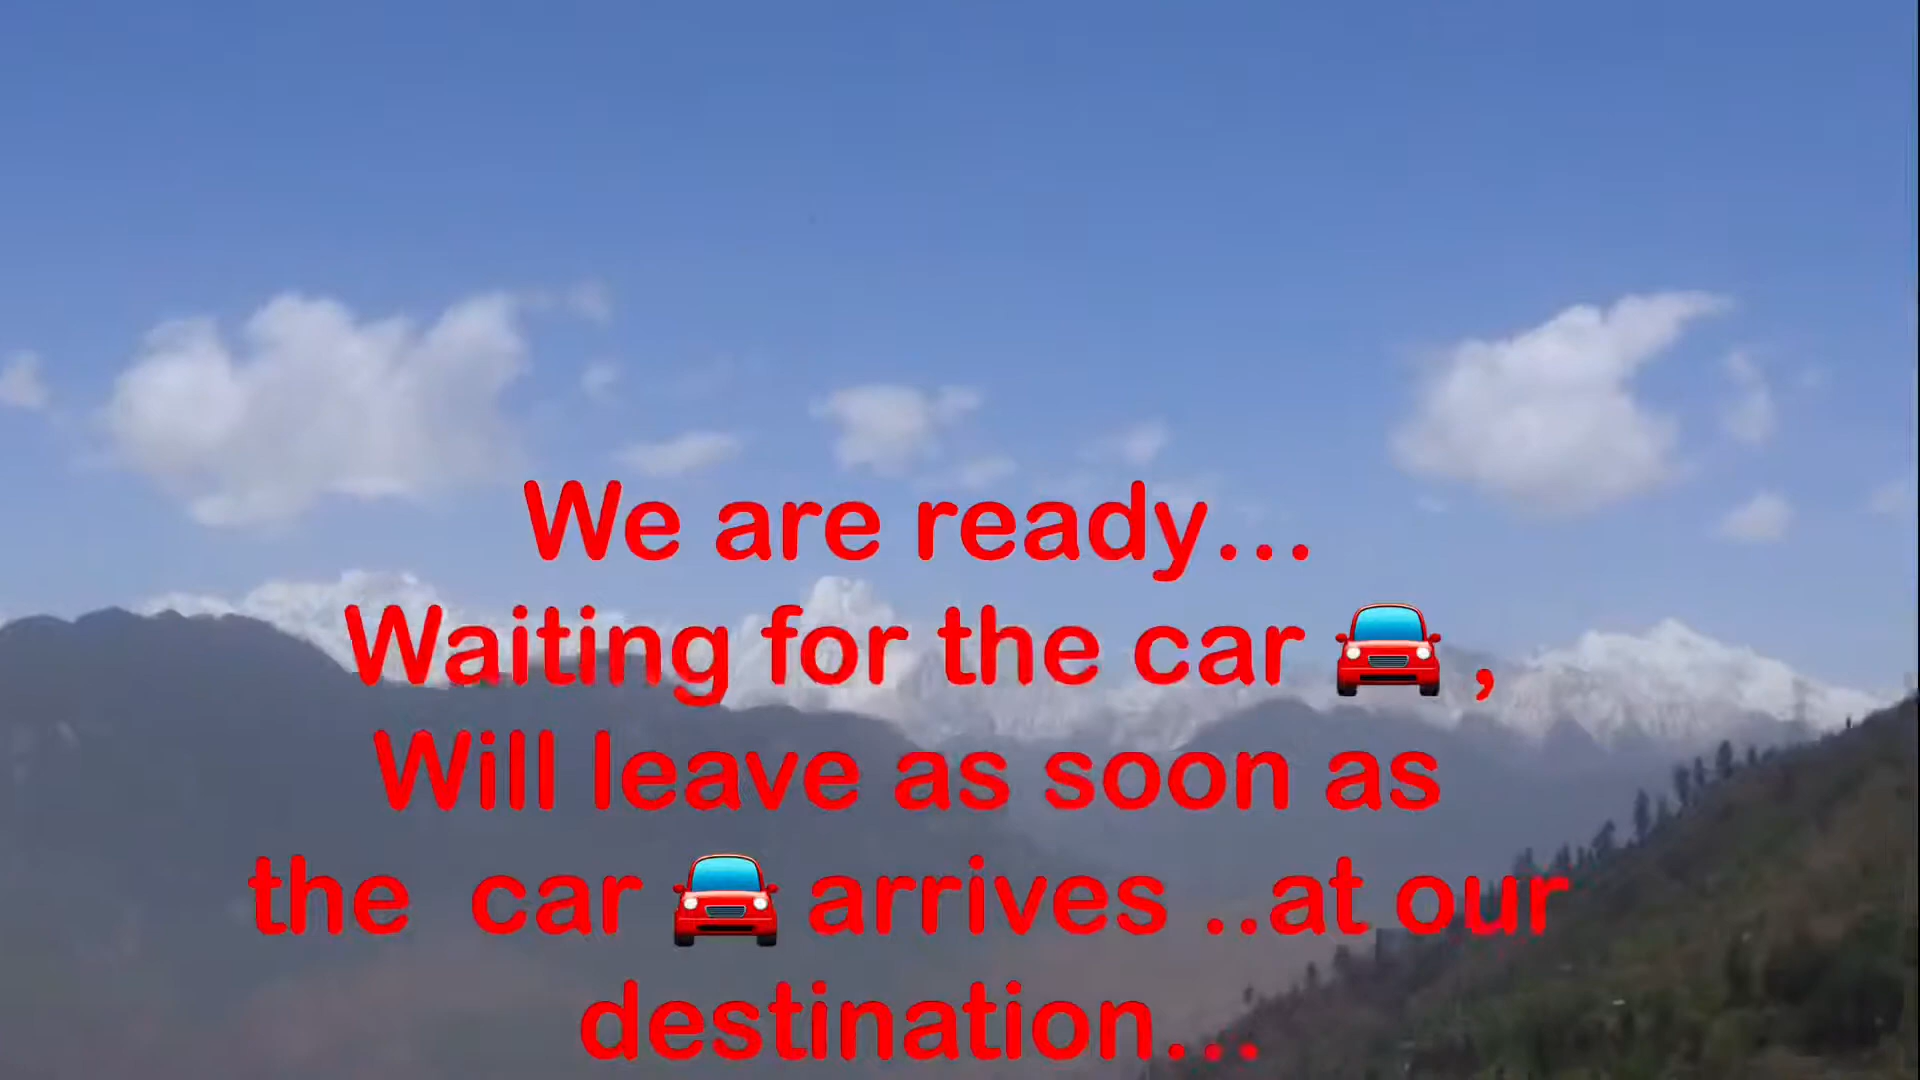 We are ready...
Waiting for the car 🚘 ,
Will leave as soon as
the  car 🚘 arrives ..at our
destination...